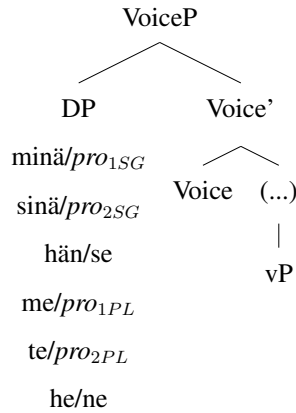 VoiceP
DP Voice’
minä/pro1SG Voice (...)
sinä/pro2SG
hän/se vP
me/pro1PL
te/pro2PL
he/ne